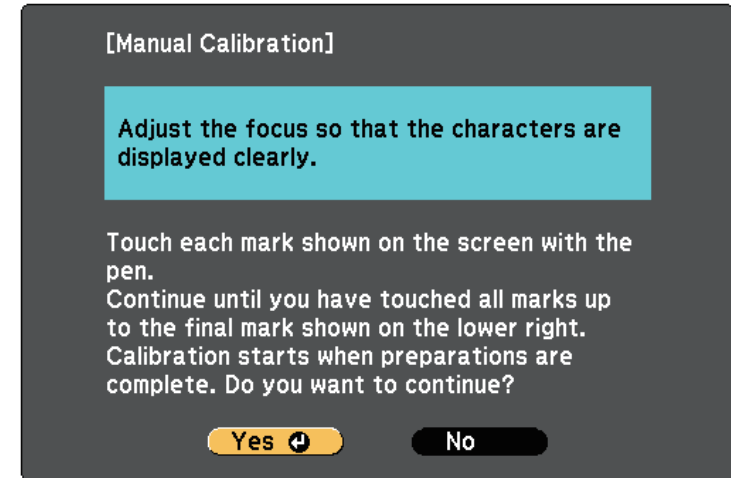 [Manual Calibration]
Adjust the focus so that the characters are
displayed clearly.
Touch each mark shown on the screen with the
pen.
Continue until you have touched all marks up
to the final mark shown on the lower right.
Calibration starts when preparations are
complete. Do you want to continue?
Yes No